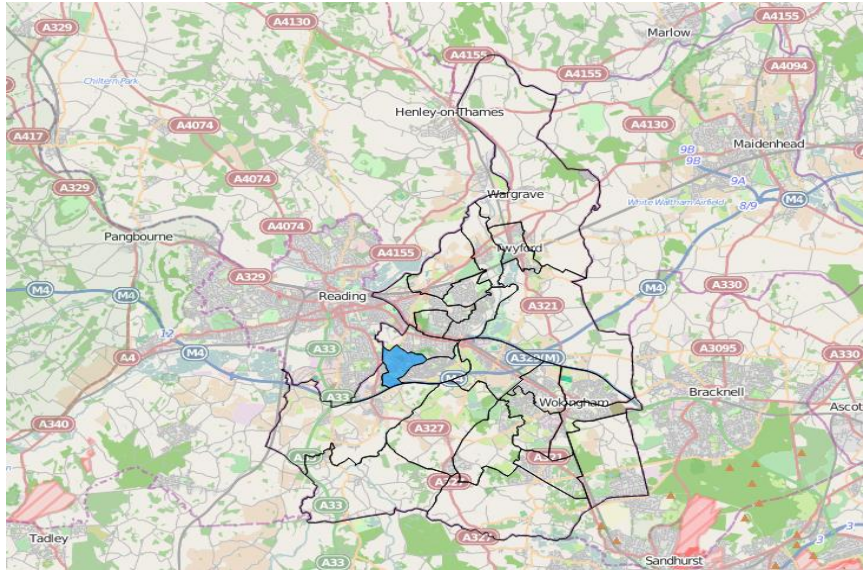 A329
A4130
Marlow
A4155
A4155
A4155
A4094
Chiltern Park
Henley-on-Thames
A417
A4074
A4130
Maidenhead
9B
9B
A329
A4074
9A
Wargrave
M4
8/9
White Waltham Airfield
A4074
Pangbourne
A4155
Twyford
A329
A330
M4
M4
M4
Reading
A321
12
A33
A3095
A4
M4
A329(M)
A330
M4
A33
Bracknell
Wokingham
Ascot
A340
A327
A321
A33
Tadley
A327
3
3
Sandhurst
A33